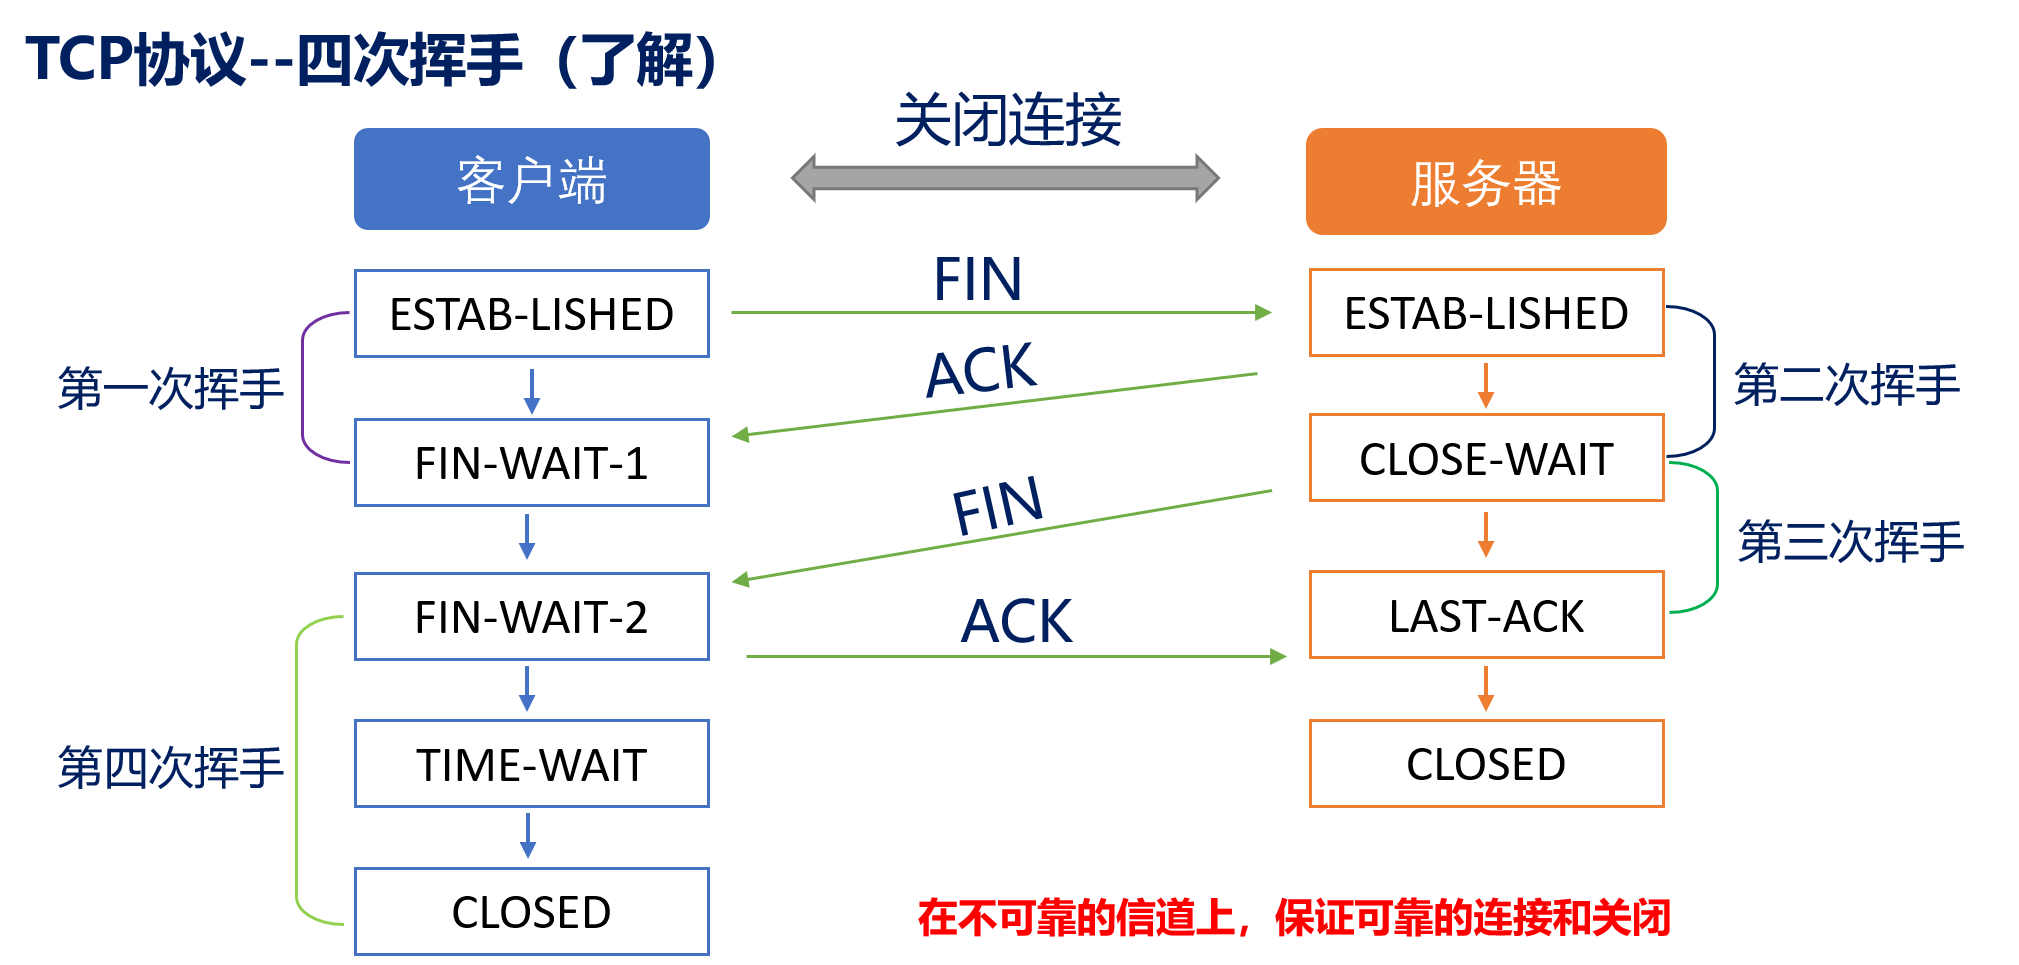 TCP协议--四次挥手（了解）
关闭连接
客户端
服务器
FIN
ESTAB-LISHED
ESTAB-LISHED
ACK
第一次挥手
第二次挥手
FIN-WAIT-1
CLOSE-WAIT
FIN
第三次挥手
FIN-WAIT-2
ACK
LAST-ACK
第四次挥手
TIME-WAIT
CLOSED
CLOSED
在不可靠的信道上，保证可靠的连接和关闭